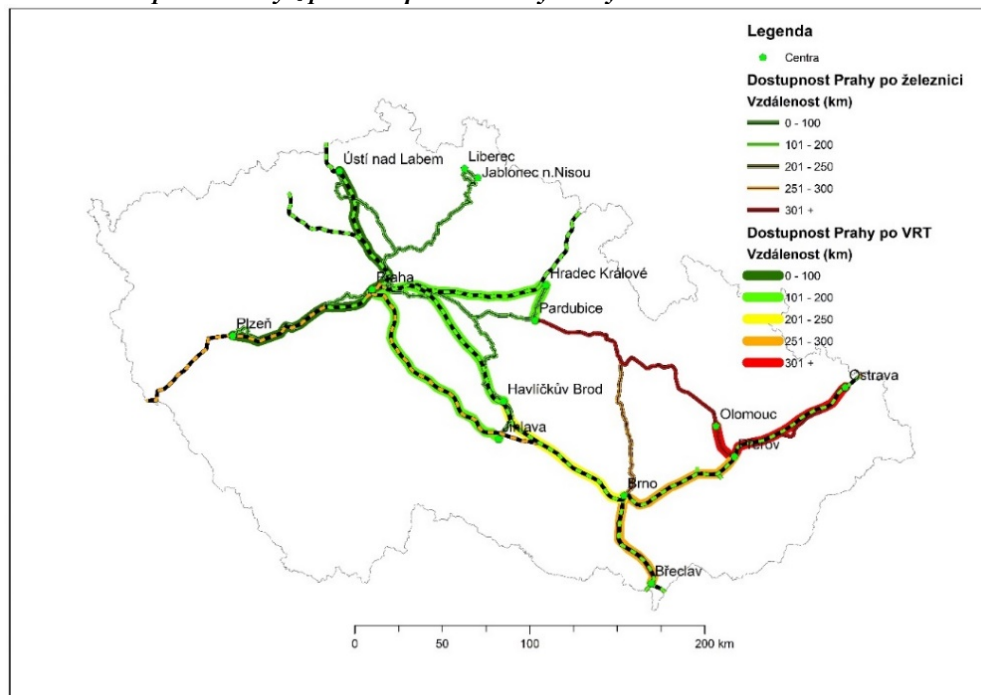 Legenda
Centra
Dostupnost Prahy po železnici
Vzdálenost (km)
0 - 100
101 - 200
201 - 250
251 - 300
301 +
Dostupnost Prahy po VRT
Vzdálenost (km)
0 - 100
101 - 200
201 - 250
251 - 300
301 +
Ústí nad Labem
Liberec
Jablonec n.Nisou
Praha
Hradec Králové
Pardubice
Plzeň
Havlíčkův Brod
Jihlava
Ostrava
Olomouc
Přerov
Brno
Břeclav
0 50 100 200 km